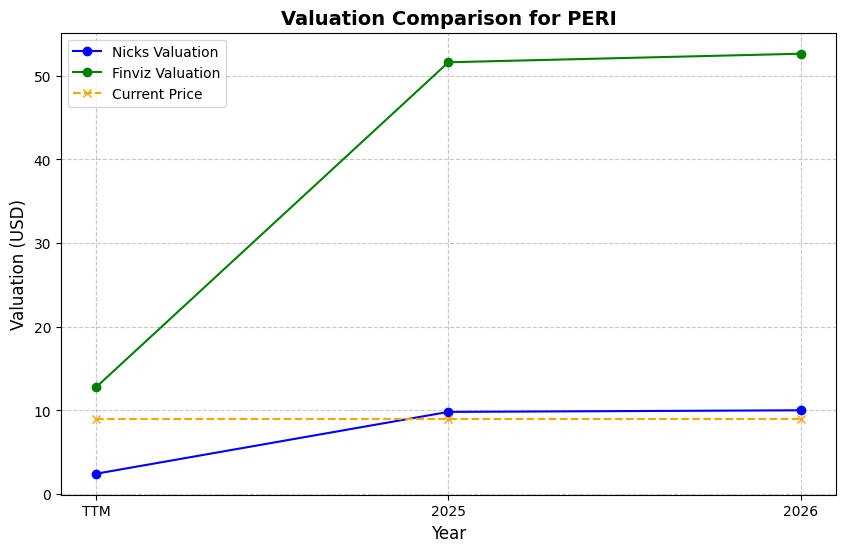 Valuation Comparison for PERI
Nicks Valuation
Finviz Valuation
Current Price
Valuation (USD)
50
40
30
20
10
0
TTM 2025 2026
Year